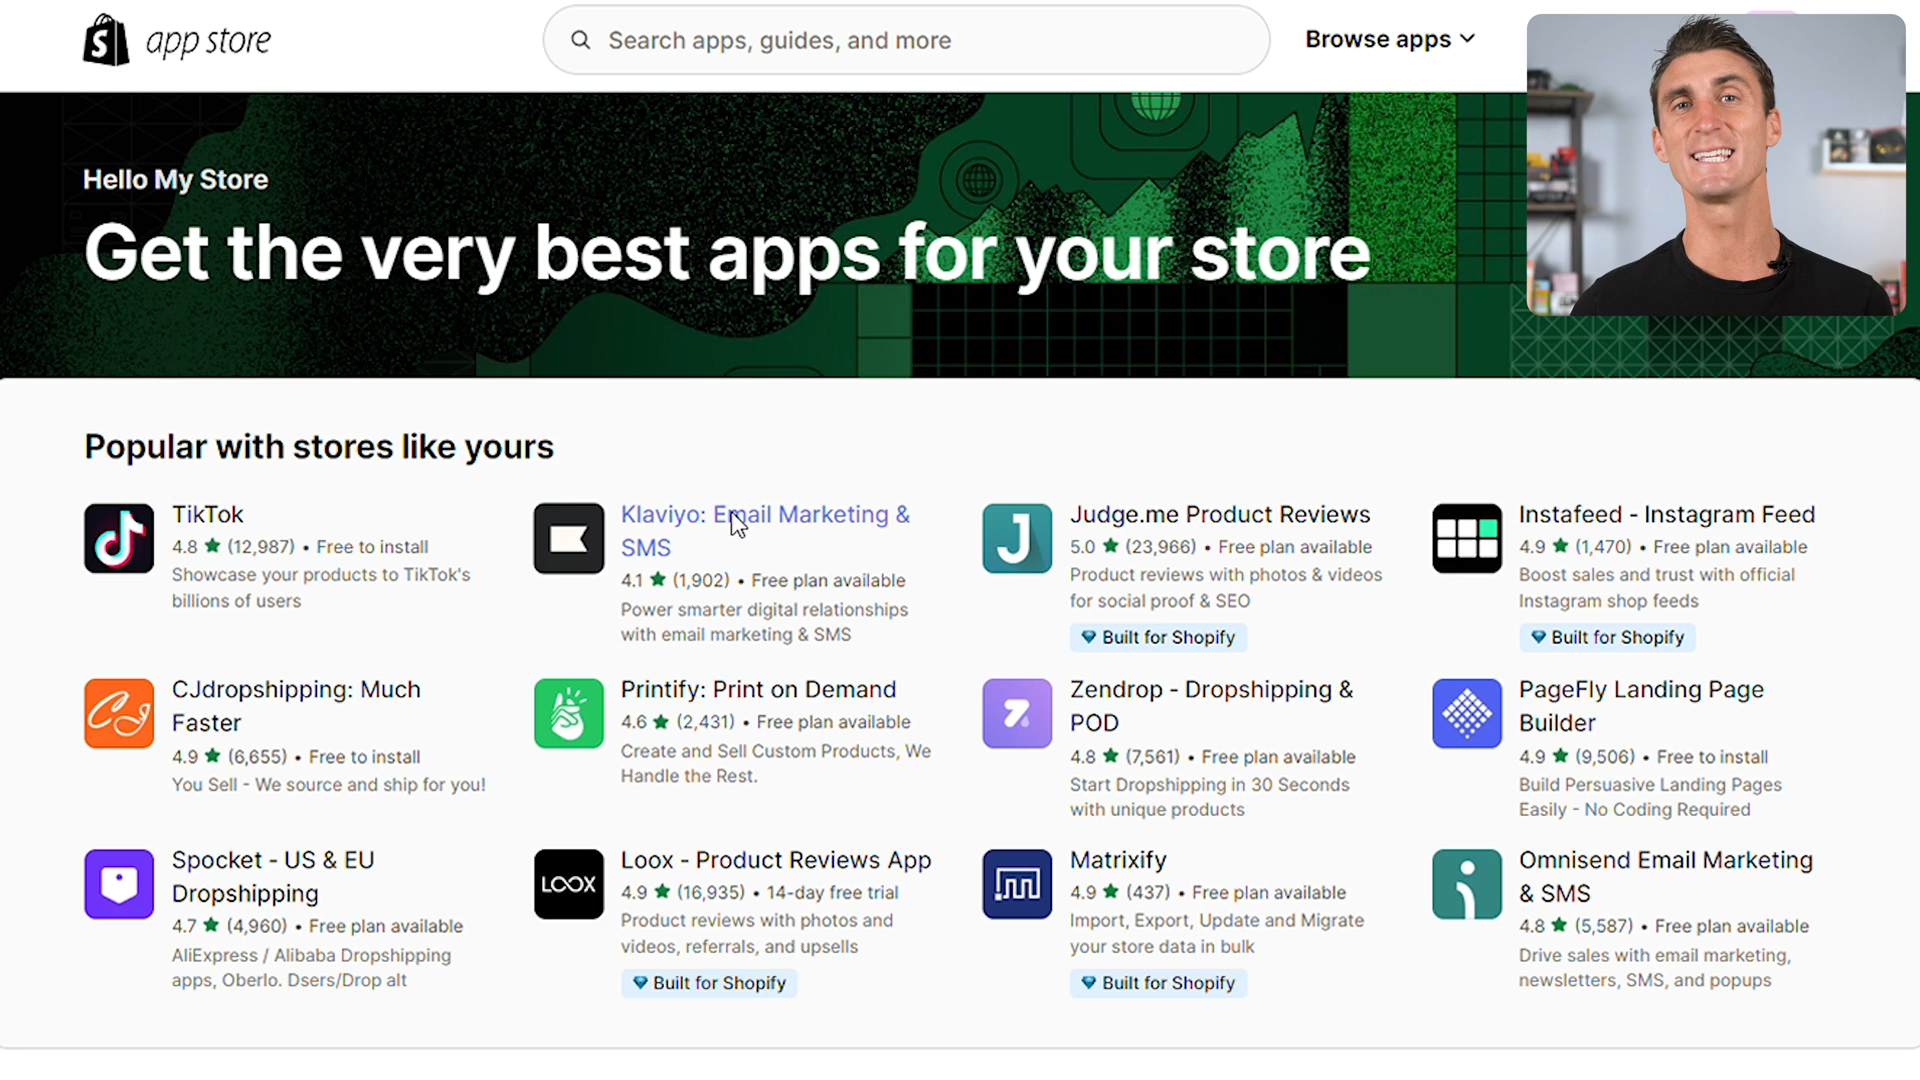 app store
Search apps, guides, and more
Browse apps
Hello My Store
Get the very best apps for your store
Popular with stores like yours
TikTok
4.8 ★ (12,987) • Free to install
Showcase your products to TikTok's
billions of users
Klaviyo: Email Marketing &
SMS
4.1 ★ (1,902) • Free plan available
Power smarter digital relationships
with email marketing & SMS
J
Judge.me Product Reviews
5.0 ★ (23,966) • Free plan available
Product reviews with photos & videos
for social proof & SEO
Built for Shopify
Instafeed - Instagram Feed
4.9 ★ (1,470) • Free plan available
Boost sales and trust with official
Instagram shop feeds
Built for Shopify
CJ
CJdropshipping: Much
Faster
4.9 ★ (6,655) • Free to install
You Sell - We source and ship for you!
Printify: Print on Demand
4.6 ★ (2,431) • Free plan available
Create and Sell Custom Products, We
Handle the Rest.
Zendrop - Dropshipping &
POD
4.8 ★ (7,561) • Free plan available
Start Dropshipping in 30 Seconds
with unique products
PageFly Landing Page
Builder
4.9 ★ (9,506) • Free to install
Build Persuasive Landing Pages
Easily - No Coding Required
Spocket - US & EU
Dropshipping
4.7 ★ (4,960) • Free plan available
AliExpress / Alibaba Dropshipping
apps, Oberlo. Dsers/Drop alt
LOOX
Loox - Product Reviews App
4.9 ★ (16,935) • 14-day free trial
Product reviews with photos and
videos, referrals, and upsells
Built for Shopify
Matrixify
4.9 ★ (437) • Free plan available
Import, Export, Update and Migrate
your store data in bulk
Built for Shopify
Omnisend Email Marketing
& SMS
4.8 ★ (5,587) • Free plan available
Drive sales with email marketing,
newsletters, SMS, and popups